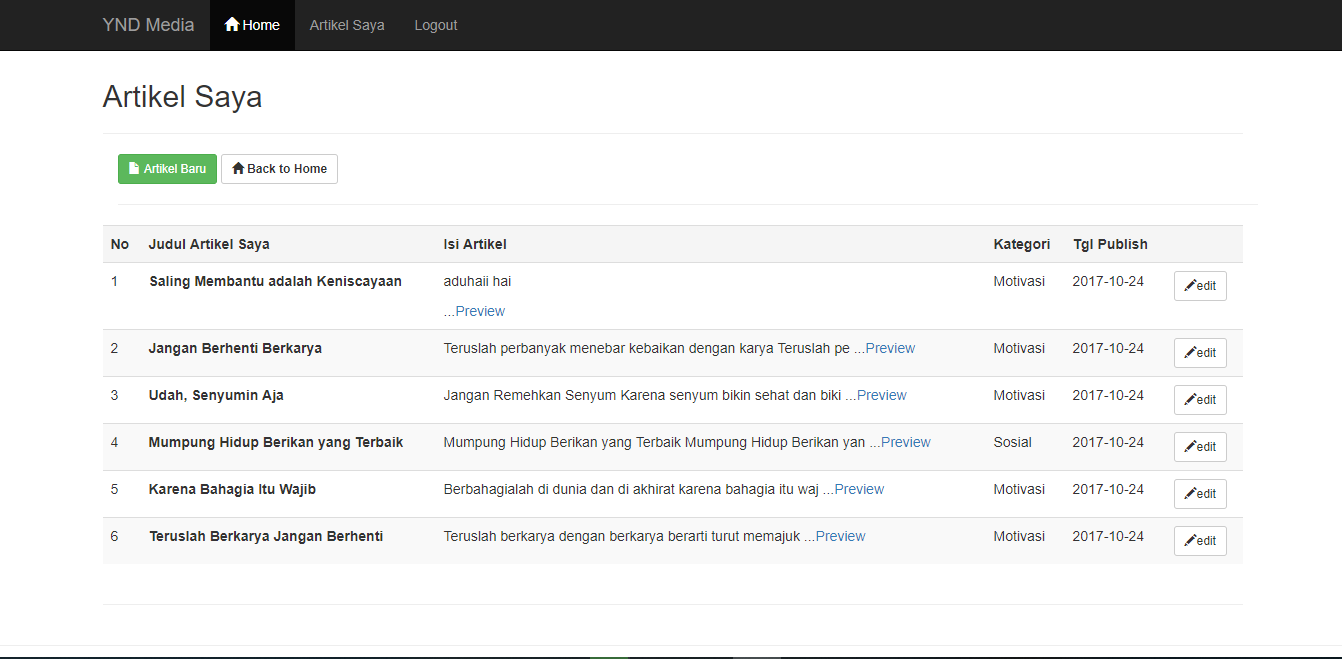 YND Media Home Artikel Saya Logout
Artikel Saya
Artikel Baru Back to Home
No Judul Artikel Saya Isi Artikel Kategori Tgl Publish
1 Saling Membantu adalah Keniscayaan aduhaii hai Motivasi 2017-10-24 edit
...Preview
2 Jangan Berhenti Berkarya Teruslah perbanyak menebar kebaikan dengan karya Teruslah pe ...Preview Motivasi 2017-10-24 edit
3 Udah, Senyumin Aja Jangan Remehkan Senyum Karena senyum bikin sehat dan biki ...Preview Motivasi 2017-10-24 edit
4 Mumpung Hidup Berikan yang Terbaik Mumpung Hidup Berikan yang Terbaik Mumpung Hidup Berikan yan ...Preview Sosial 2017-10-24 edit
5 Karena Bahagia Itu Wajib Berbahagialah di dunia dan di akhirat karena bahagia itu waj ...Preview Motivasi 2017-10-24 edit
6 Teruslah Berkarya Jangan Berhenti Teruslah berkarya dengan berkarya berarti turut memajuk ...Preview Motivasi 2017-10-24 edit